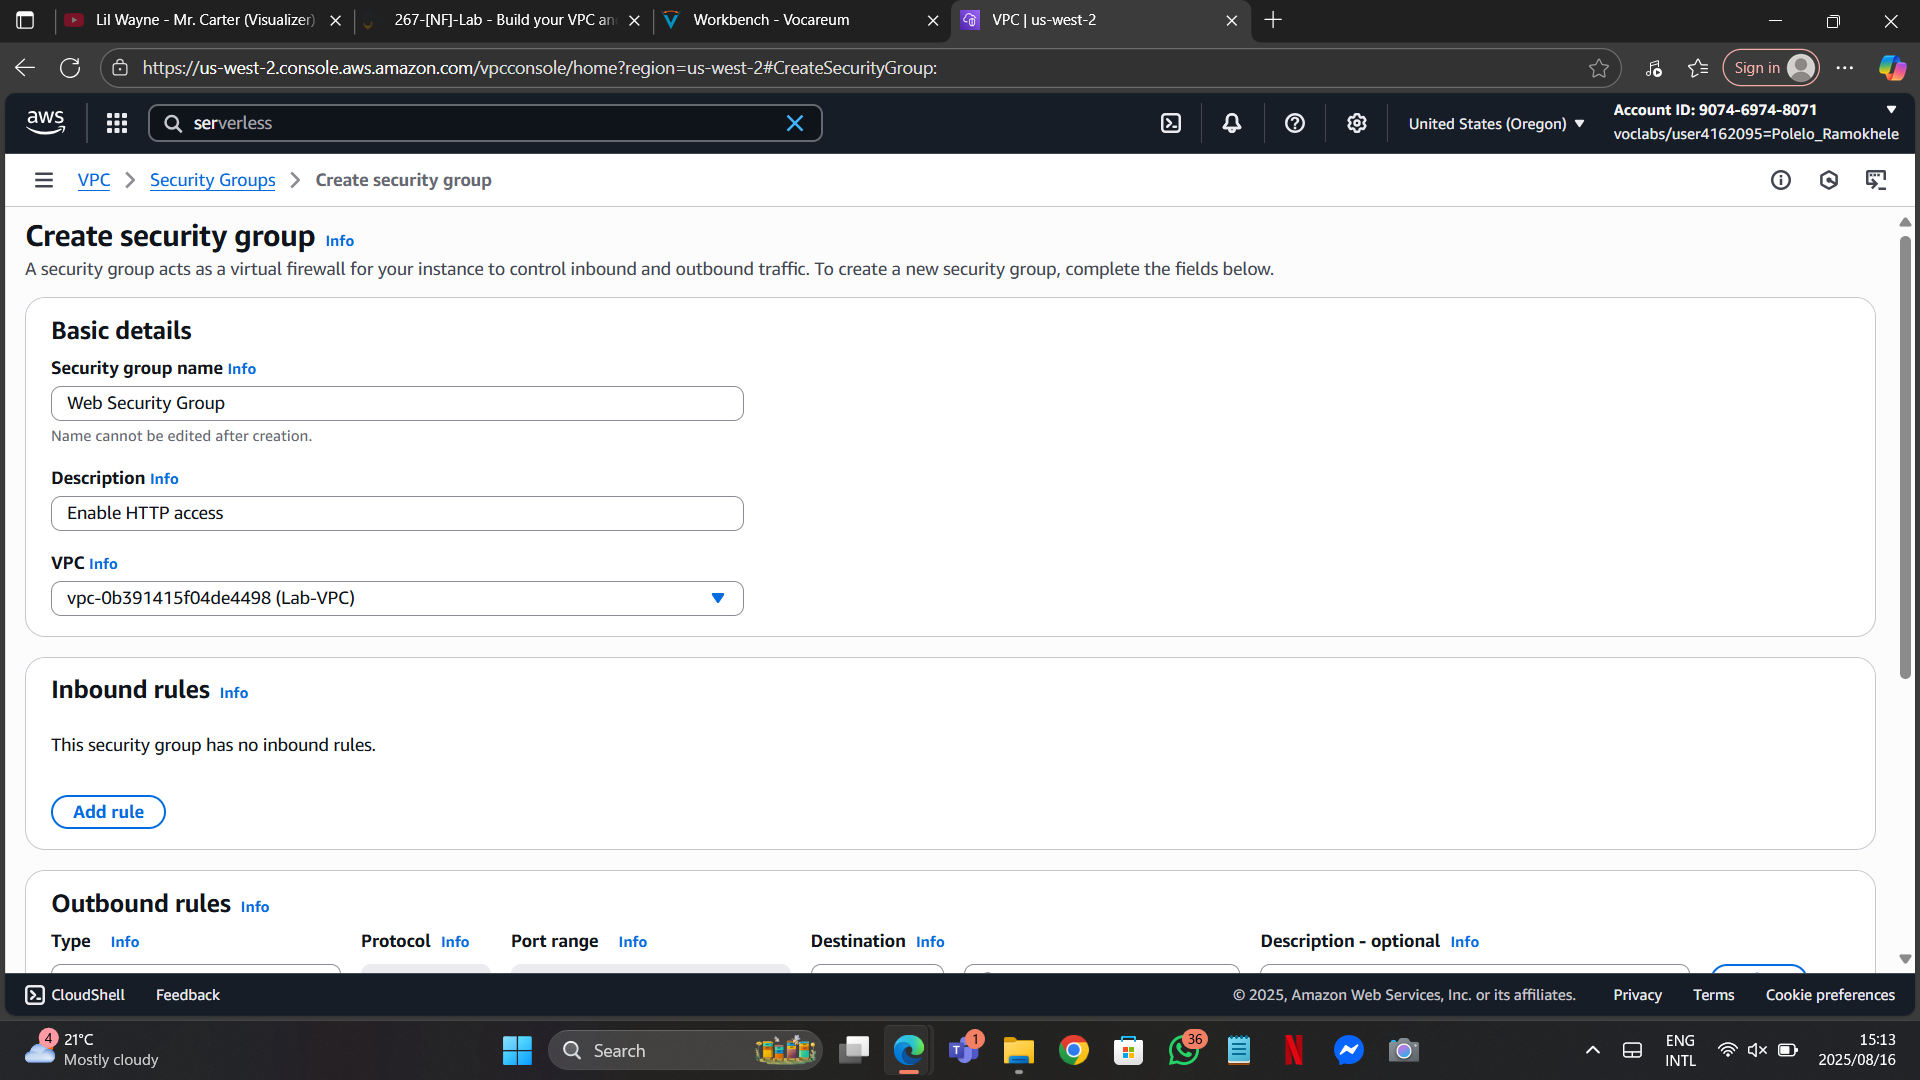 Lil Wayne - Mr. Carter (Visualizer)
267-[NF]-Lab - Build your VPC an
Workbench - Vocareum
VPC | us-west-2
https://us-west-2.console.aws.amazon.com/vpcconsole/home?region=us-west-2#CreateSecurityGroup:
Sign in
aws
serverless
United States (Oregon)
Account ID: 9074-6974-8071
voclabs/user4162095=Polelo_Ramokhele
VPC
Security Groups
Create security group
Create security group Info
A security group acts as a virtual firewall for your instance to control inbound and outbound traffic. To create a new security group, complete the fields below.
Basic details
Security group name Info
Web Security Group
Name cannot be edited after creation.
Description Info
Enable HTTP access
VPC Info
vpc-0b391415f04de4498 (Lab-VPC)
Inbound rules Info
This security group has no inbound rules.
Add rule
Outbound rules Info
Type Info
Protocol Info
Port range Info
Destination Info
Description - optional Info
CloudShell
Feedback
© 2025, Amazon Web Services, Inc. or its affiliates.
Privacy
Terms
Cookie preferences
4
21°C
Mostly cloudy
Search
1
36
ENG
INTL
15:13
2025/08/16